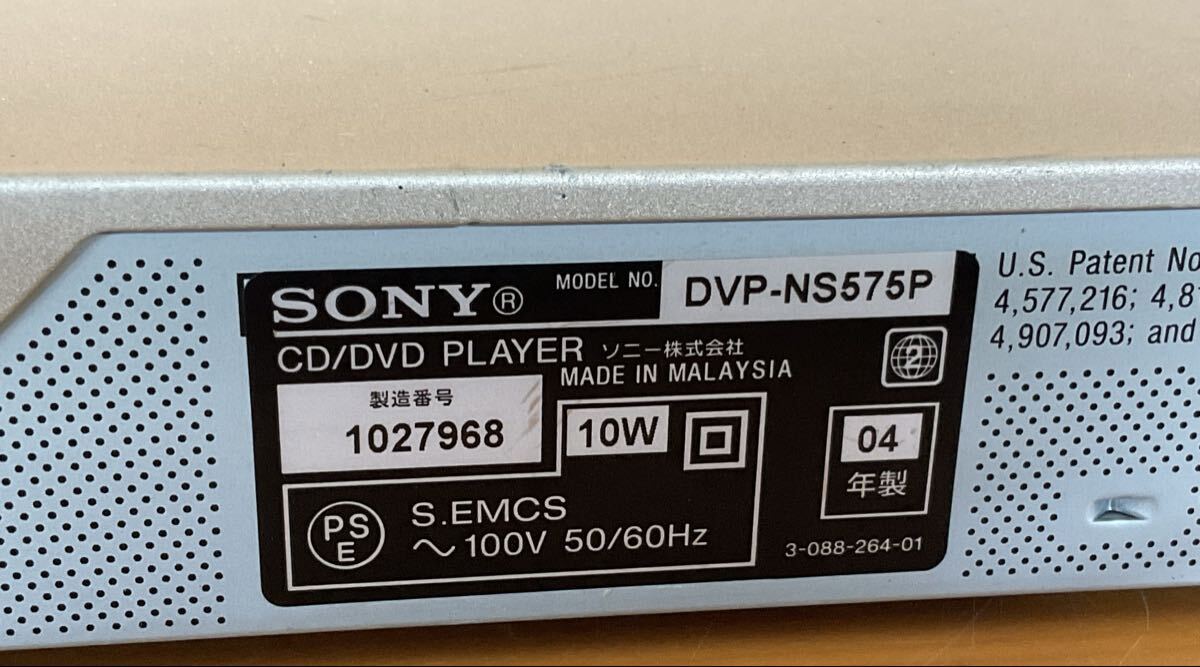 SONY® MODEL NO. DVP-NS575P
CD/DVD PLAYER ソニー株式会社
MADE IN MALAYSIA
2
製造番号
1027968
10W
04
年製
PS
E
S.EMCS
〜 100V 50/60Hz
3-088-264-01
U.S. Patent No
4,577,216; 4,8
4,907,093; and